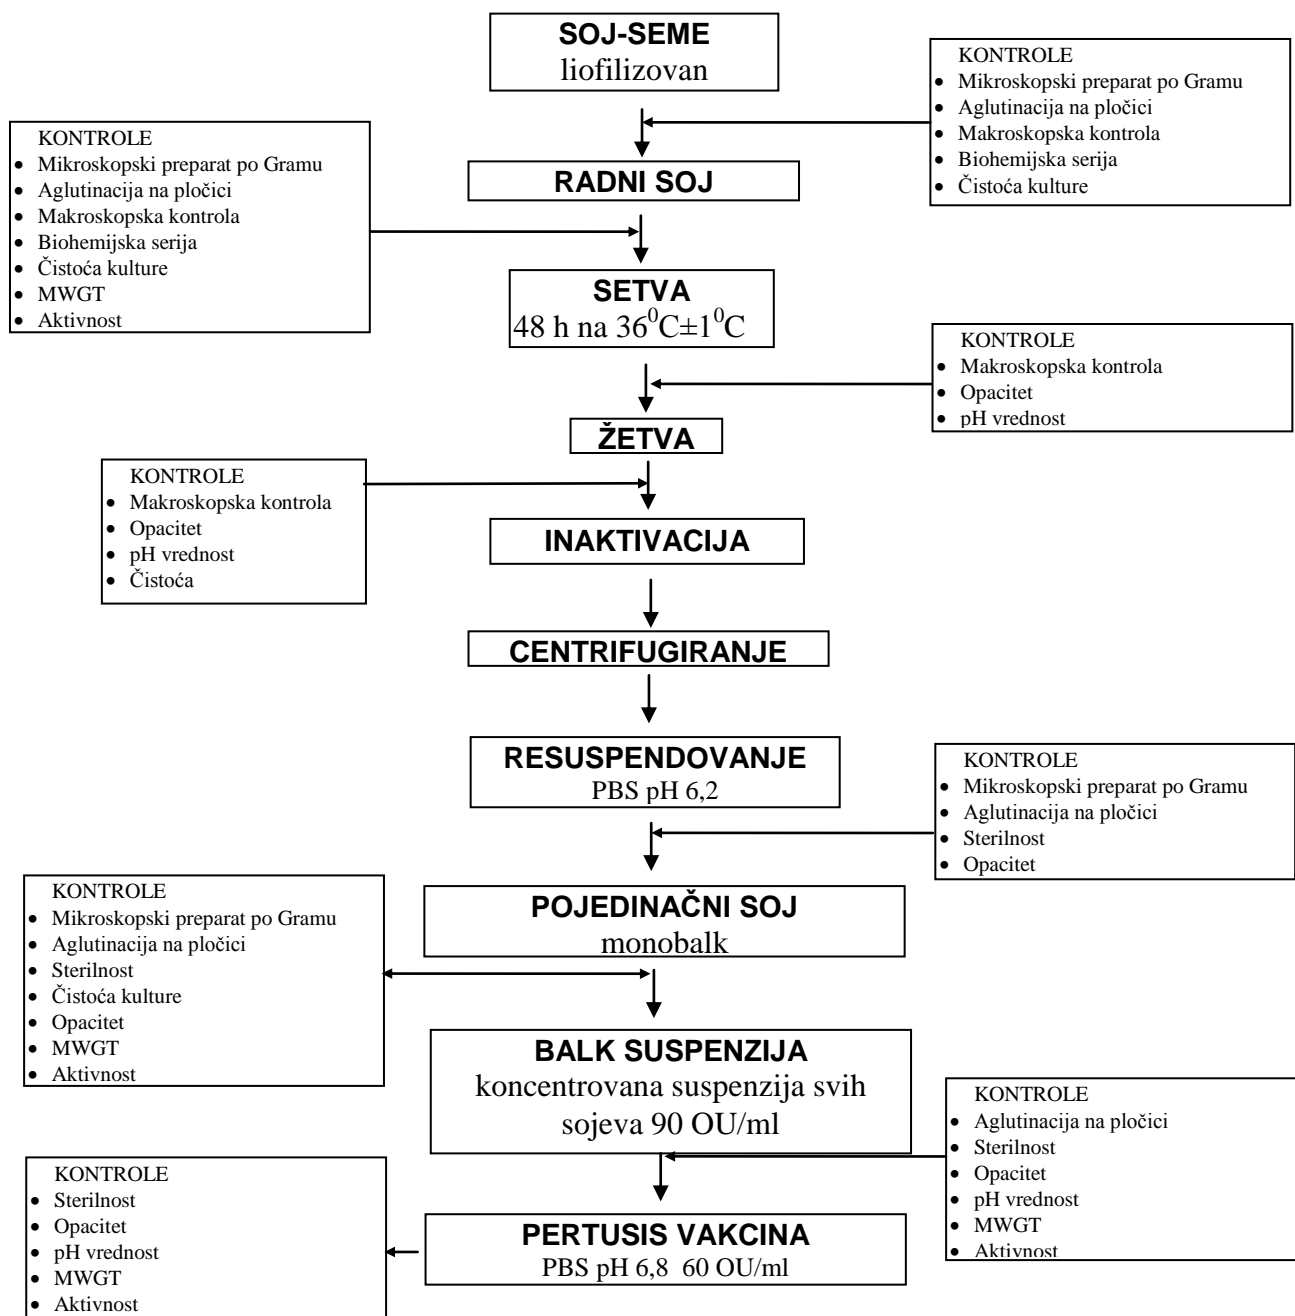 SOJ-SEME
liofilizovan
KONTROLE
• Mikroskopski preparat po Gramu
• Aglutinacija na pločici
• Makroskopska kontrola
• Biohemijska serija
• Čistoća kulture
KONTROLE
• Mikroskopski preparat po Gramu
• Aglutinacija na pločici
• Makroskopska kontrola
• Biohemijska serija
• Čistoća kulture
• MWGT
• Aktivnost
RADNI SOJ
SETVA
48 h na 36⁰C±1⁰C
KONTROLE
• Makroskopska kontrola
• Opacitet
• pH vrednost
ŽETVA
KONTROLE
• Makroskopska kontrola
• Opacitet
• pH vrednost
• Čistoća
INAKTIVACIJA
CENTRIFUGIRANJE
RESUSPENDOVANJE
PBS pH 6,2
KONTROLE
• Mikroskopski preparat po Gramu
• Aglutinacija na pločici
• Sterilnost
• Opacitet
KONTROLE
• Mikroskopski preparat po Gramu
• Aglutinacija na pločici
• Sterilnost
• Čistoća kulture
• Opacitet
• MWGT
• Aktivnost
POJEDINAČNI SOJ
monobalk
BALK SUSPENZIJA
koncentrovana suspenzija svih
sojeva 90 OU/ml
KONTROLE
• Aglutinacija na pločici
• Sterilnost
• Opacitet
• pH vrednost
• MWGT
• Aktivnost
KONTROLE
• Sterilnost
• Opacitet
• pH vrednost
• MWGT
• Aktivnost
PERTUSIS VAKCINA
PBS pH 6,8 60 OU/ml